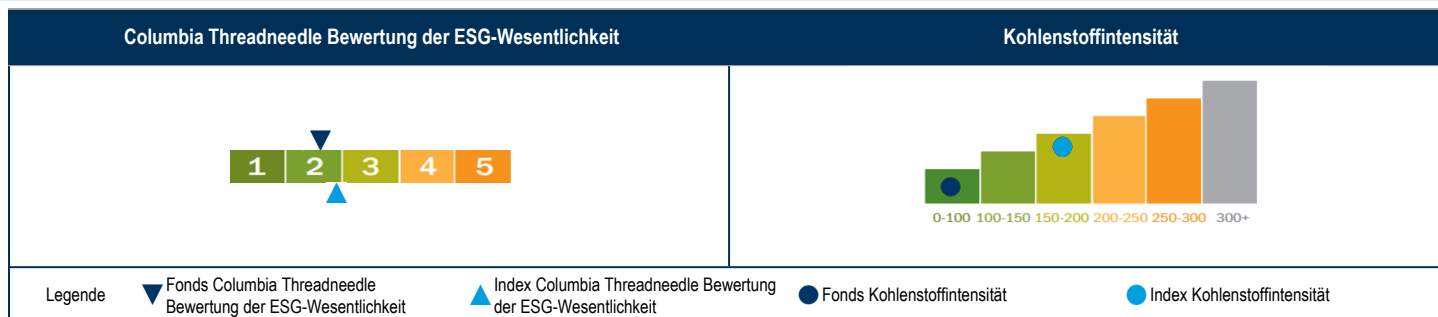 Columbia Threadneedle Bewertung der ESG-Wesentlichkeit
Kohlenstoffintensität
1 2 3 4 5
0-100 100-150 150-200 200-250 250-300 300+
Legende
Fonds Columbia Threadneedle
Bewertung der ESG-Wesentlichkeit
Index Columbia Threadneedle Bewertung
der ESG-Wesentlichkeit
Fonds Kohlenstoffintensität
Index Kohlenstoffintensität